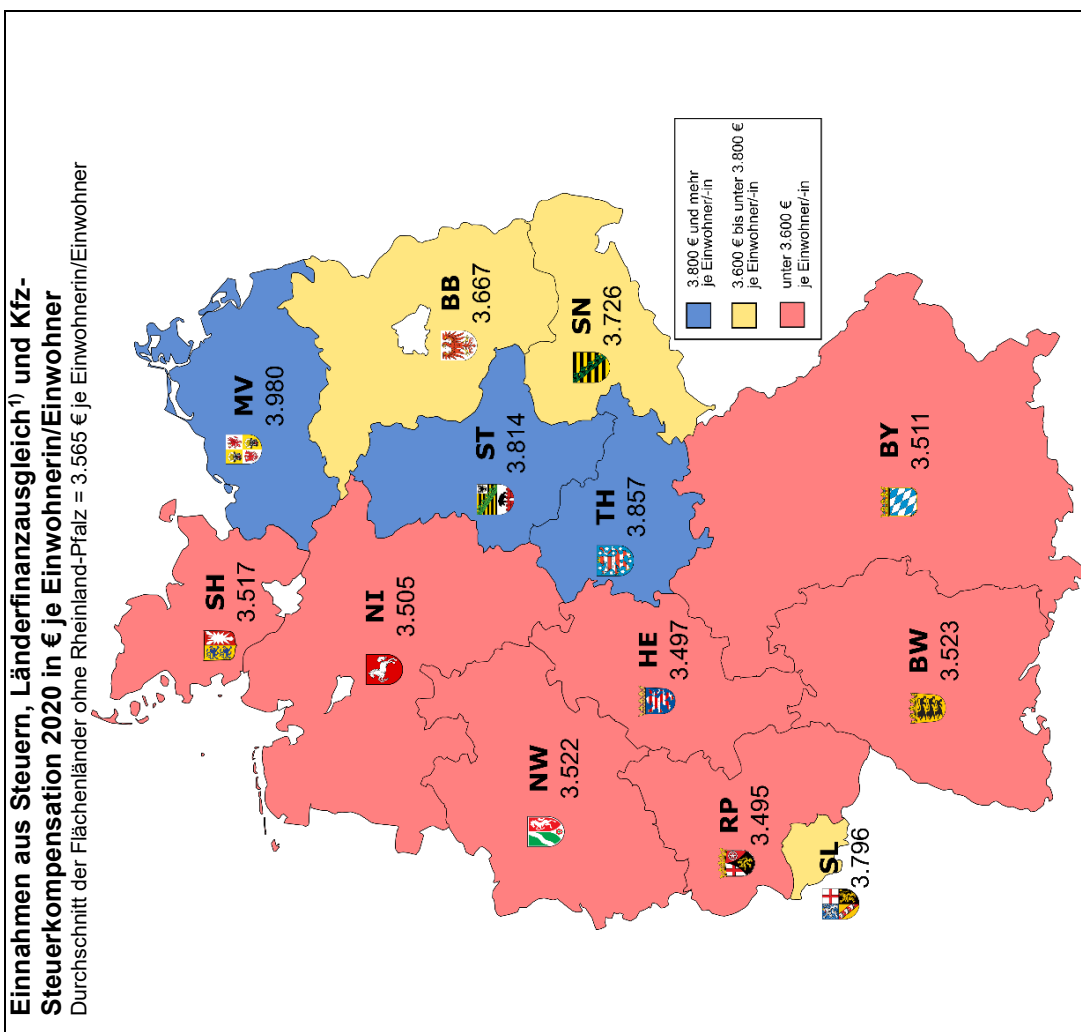 Einnahmen aus Steuern, Länderfinanzausgleich¹⁾ und Kfz-
Steuerkompensation 2020 in € je Einwohnerin/Einwohner
Durchschnitt der Flächenländer ohne Rheinland-Pfalz = 3.565 € je Einwohnerin/Einwohner
SH
3.517
MV
3.980
NI
3.505
BB
3.667
ST
3.814
NW
3.522
SN
3.726
TH
3.857
HE
3.497
RP
3.495
SL
3.796
BY
3.511
BW
3.523
3.800 € und mehr
je Einwohner/-in
3.600 € bis unter 3.800 €
je Einwohner/-in
unter 3.600 €
je Einwohner/-in